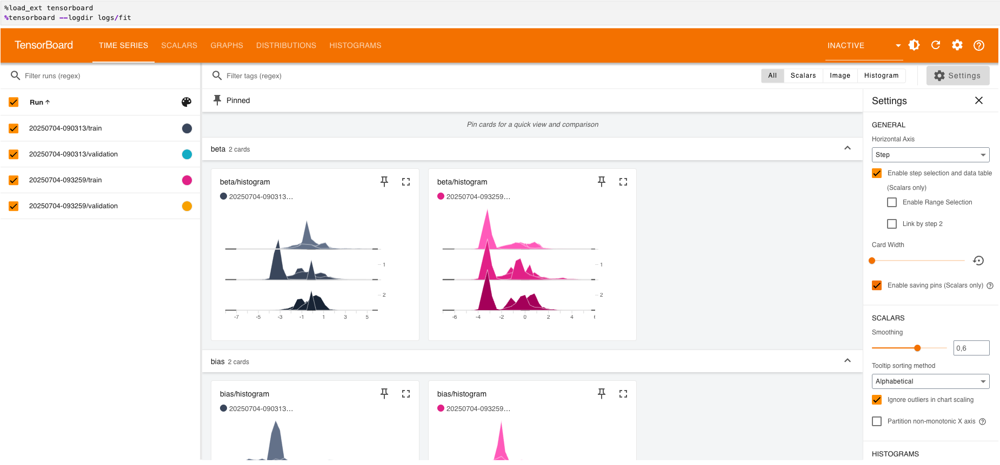 %load_ext tensorboard
%tensorboard --logdir logs/fit
TensorBoard
TIME SERIES
SCALARS
GRAPHS
DISTRIBUTIONS
HISTOGRAMS
INACTIVE
Filter runs (regex)
Run
20250704-090313/train
20250704-090313/validation
20250704-093259/train
20250704-093259/validation
Filter tags (regex)
All
Scalars
Image
Histogram
Settings
Pinned
Pin cards for a quick view and comparison
beta 2 cards
beta/histogram
20250704-090313...
1
2
-7 -5 -3 -1 1 3 5
beta/histogram
20250704-093259...
1
2
-6 -4 -2 0 2 4
bias 2 cards
bias/histogram
20250704-090313...
bias/histogram
20250704-093259...
Settings
GENERAL
Horizontal Axis
Step
Enable step selection and data table
(Scalars only)
Enable Range Selection
Link by step 2
Card Width
Enable saving pins (Scalars only)
SCALARS
Smoothing
0,6
Tooltip sorting method
Alphabetical
Ignore outliers in chart scaling
Partition non-monotonic X axis
HISTOGRAMS